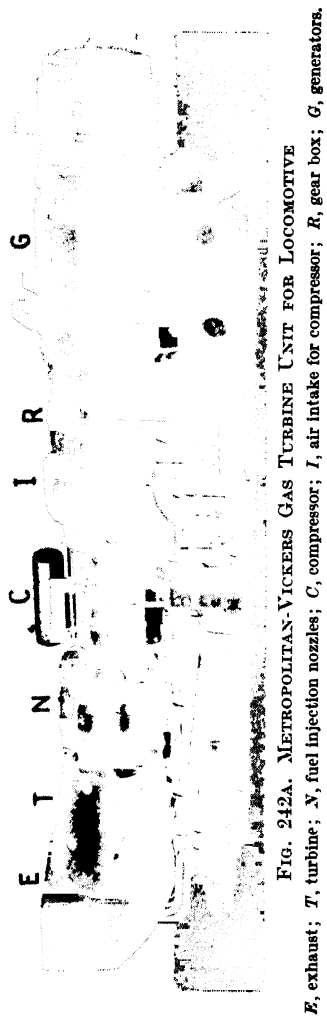 E T N C I R G
FIG. 242A. METROPOLITAN-VICKERS GAS TURBINE UNIT FOR LOCOMOTIVE
E, exhaust; T, turbine; N, fuel injection nozzles; C, compressor; I, air intake for compressor; R, gear box; G, generators.